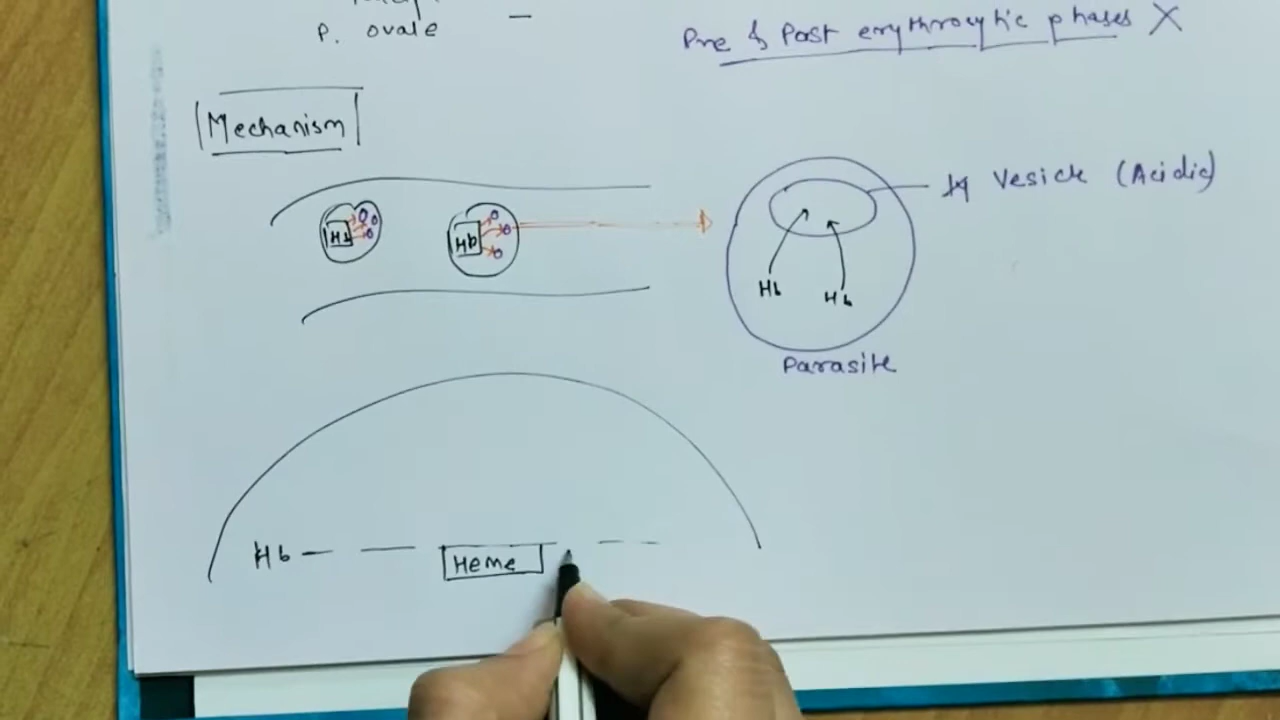 P. ovale —
Pre & Post erythrocytic phases X
Mechanism
Hb Hb
Vesicle (Acidic)
Hb Hb
Parasite
Hb — — Heme — —